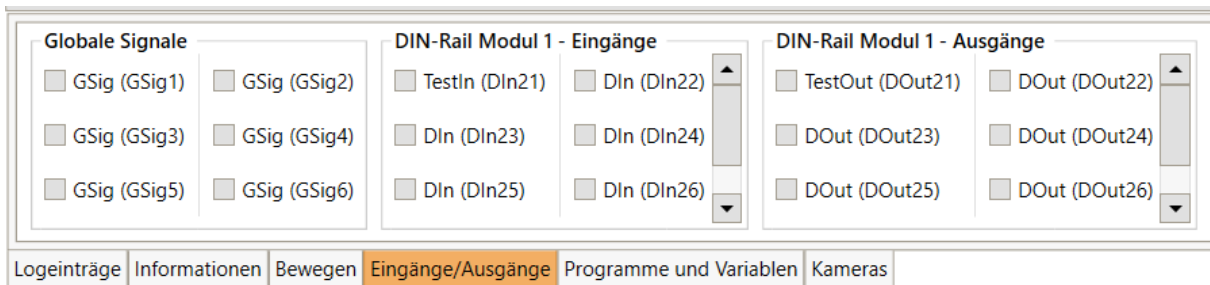 Globale Signale
GSig (GSig1) GSig (GSig2)
GSig (GSig3) GSig (GSig4)
GSig (GSig5) GSig (GSig6)
DIN-Rail Modul 1 - Eingänge
TestIn (DIn21) DIn (DIn22)
DIn (DIn23) DIn (DIn24)
DIn (DIn25) DIn (DIn26)
DIN-Rail Modul 1 - Ausgänge
TestOut (DOut21) DOut (DOut22)
DOut (DOut23) DOut (DOut24)
DOut (DOut25) DOut (DOut26)
Logeinträge Informationen Bewegen Eingänge/Ausgänge Programme und Variablen Kameras